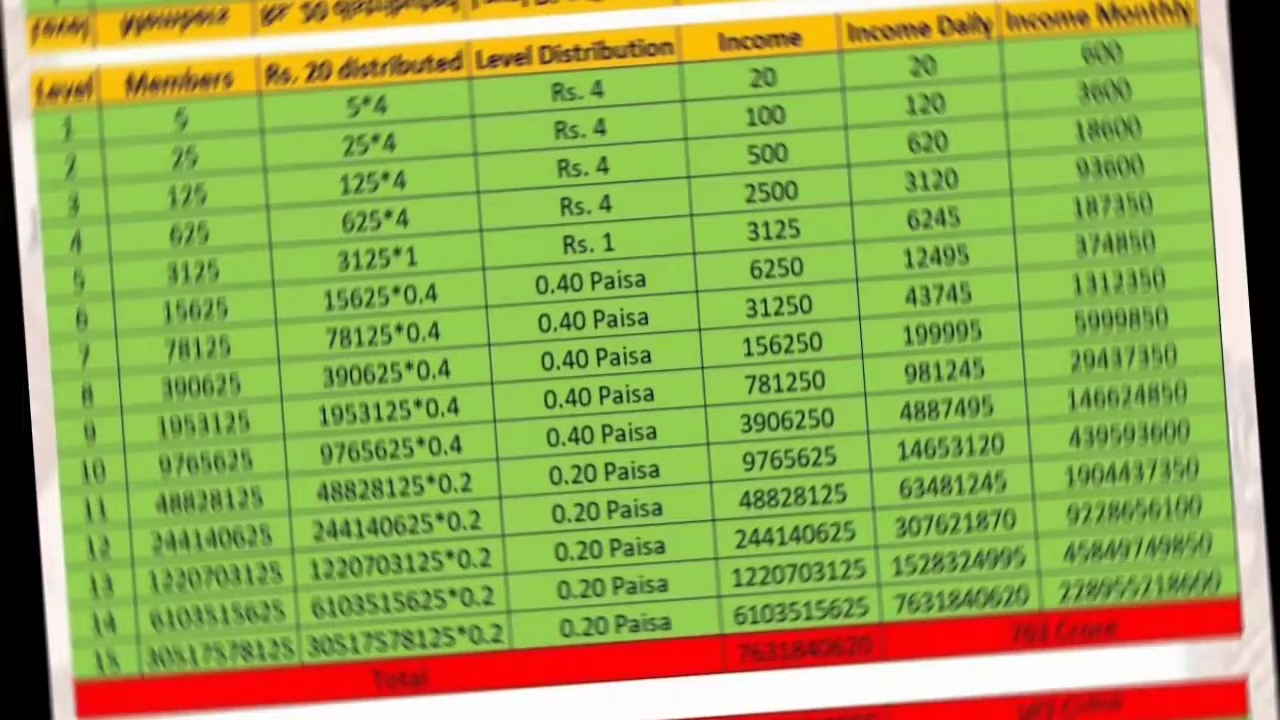 Level Members Rs. 20 distributed Level Distribution Income Income Daily Income Monthly
1 5 5*4 Rs. 4 20 20 600
2 25 25*4 Rs. 4 100 120 3600
3 125 125*4 Rs. 4 500 620 18600
4 625 625*4 Rs. 4 2500 3120 93600
5 3125 3125*1 Rs. 1 3125 6245 187350
6 15625 15625*0.4 0.40 Paisa 6250 12495 374850
7 78125 78125*0.4 0.40 Paisa 31250 43745 1312350
8 390625 390625*0.4 0.40 Paisa 156250 199995 5999850
9 1953125 1953125*0.4 0.40 Paisa 781250 981245 29437350
10 9765625 9765625*0.4 0.40 Paisa 3906250 4887495 146624850
11 48828125 48828125*0.2 0.20 Paisa 9765625 14653120 439593600
12 244140625 244140625*0.2 0.20 Paisa 48828125 63481245 1904437350
13 1220703125 1220703125*0.2 0.20 Paisa 244140625 307621870 9228656100
14 6103515625 6103515625*0.2 0.20 Paisa 1220703125 1528324995 45849749850
15 30517578125 30517578125*0.2 0.20 Paisa 6103515625 7631840620 228955218600
Total 7631840620 763 Crore